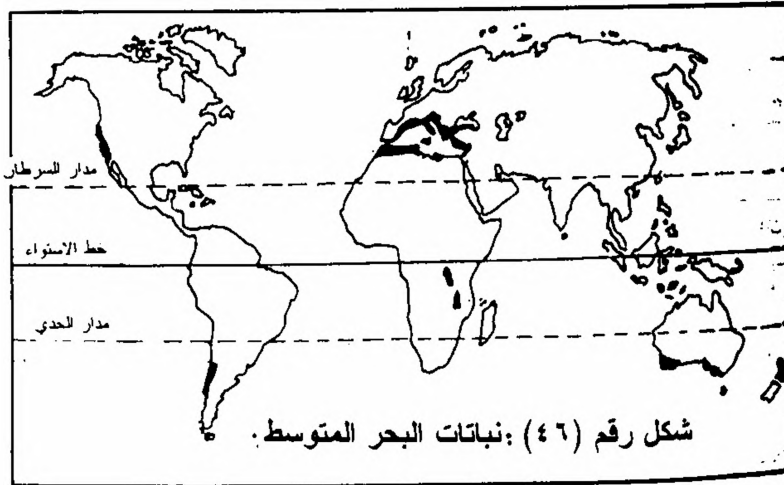 مدار السرطان
خط الاستواء
مدار الجدي
شكل رقم (٤٦) : نباتات البحر المتوسط.